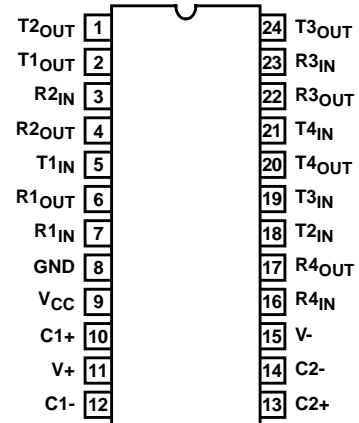 T2OUT 1 24 T3OUT
T1OUT 2 23 R3IN
R2IN 3 22 R3OUT
R2OUT 4 21 T4IN
T1IN 5 20 T4OUT
R1OUT 6 19 T3IN
R1IN 7 18 T2IN
GND 8 17 R4OUT
VCC 9 16 R4IN
C1+ 10 15 V-
V+ 11 14 C2-
C1- 12 13 C2+